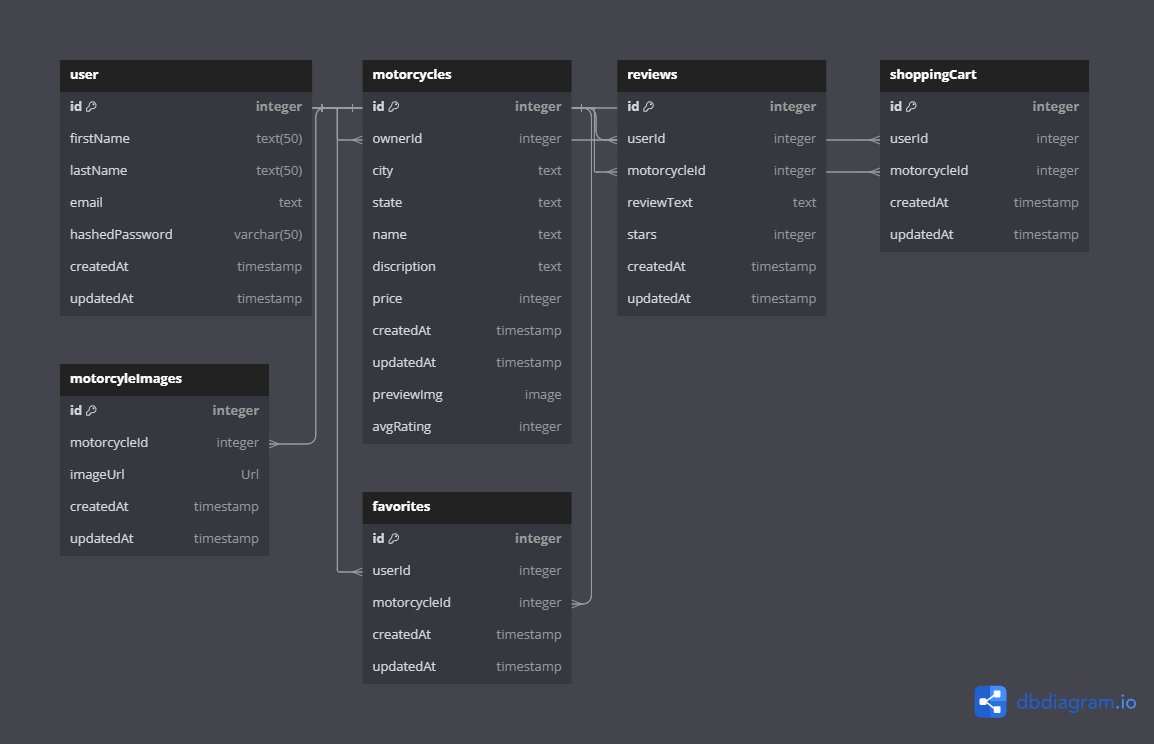 user
id integer
firstName text(50)
lastName text(50)
email text
hashedPassword varchar(50)
createdAt timestamp
updatedAt timestamp
motorcycles
id integer
ownerId integer
city text
state text
name text
discription text
price integer
createdAt timestamp
updatedAt timestamp
previewImg image
avgRating integer
reviews
id integer
userId integer
motorcycleId integer
reviewText text
stars integer
createdAt timestamp
updatedAt timestamp
shoppingCart
id integer
userId integer
motorcycleId integer
createdAt timestamp
updatedAt timestamp
motorcyleImages
id integer
motorcycleId integer
imageUrl Url
createdAt timestamp
updatedAt timestamp
favorites
id integer
userId integer
motorcycleId integer
createdAt timestamp
updatedAt timestamp
dbdiagram.io